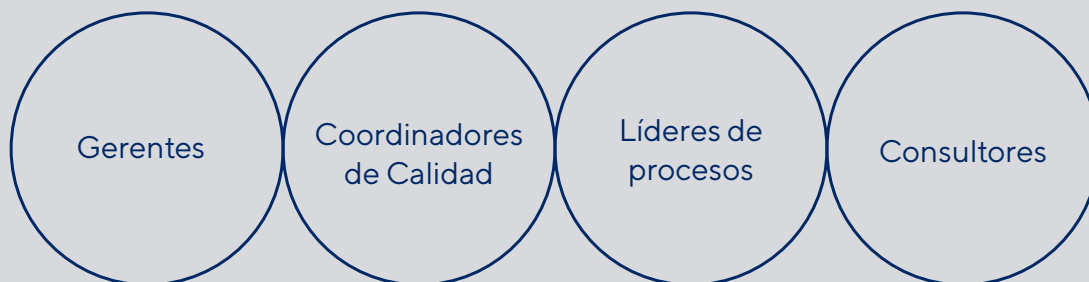 Gerentes
Coordinadores
de Calidad
Líderes de
procesos
Consultores